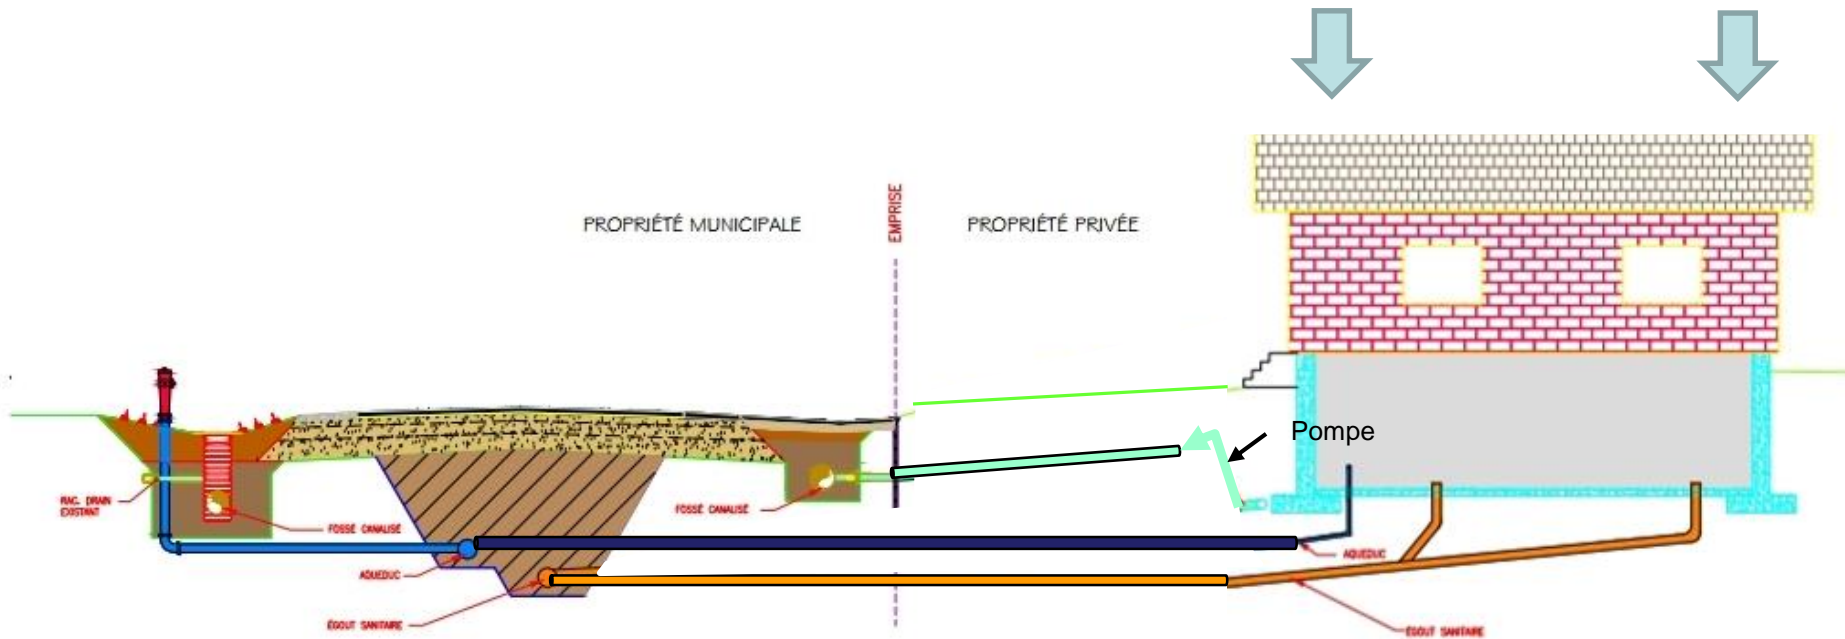 PROPRIÉTÉ MUNICIPALE
EMPRISE
PROPRIÉTÉ PRIVÉE
Pompe
RAC. DRAIN
EXISTANT
FOSSÉ CANALISÉ
FOSSÉ CANALISÉ
AQUEDUC
AQUEDUC
ÉGOUT SANITAIRE
ÉGOUT SANITAIRE